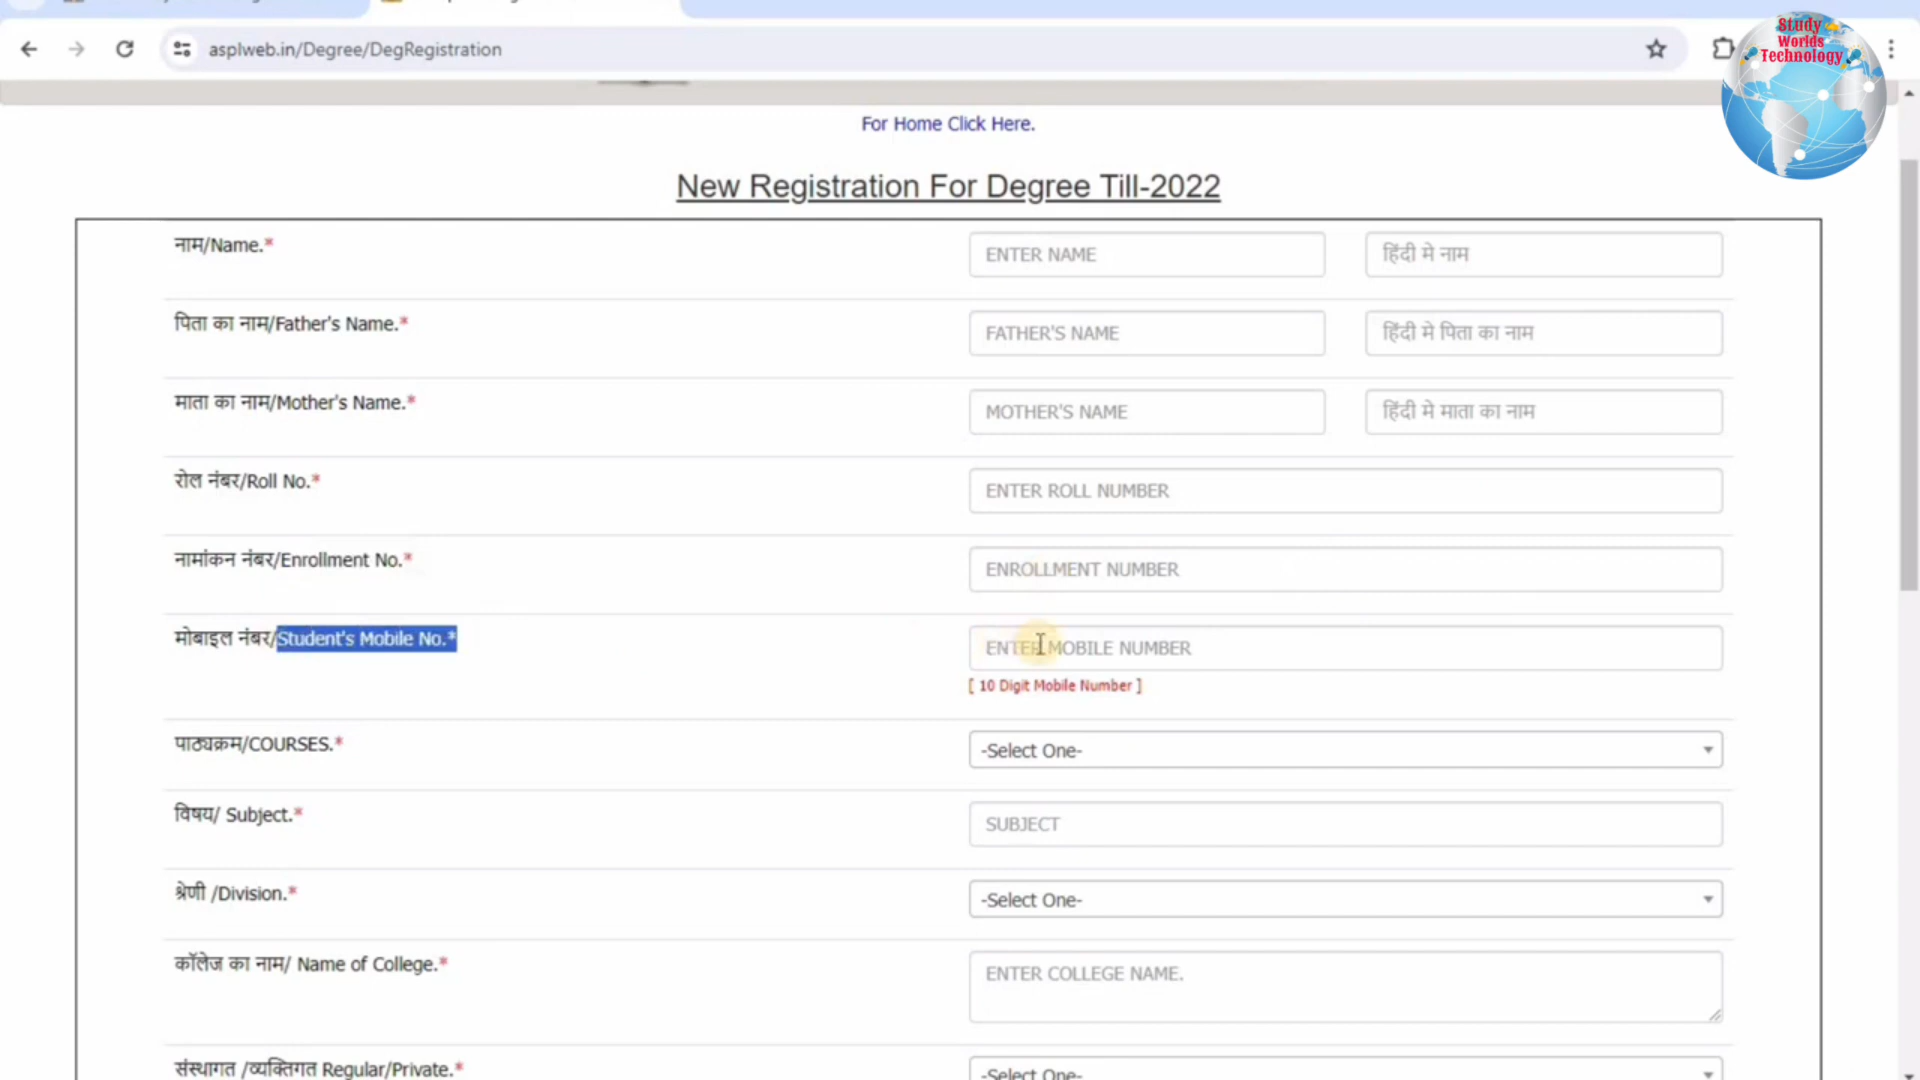 asplweb.in/Degree/DegRegistration
Study
Worlds
Technology
For Home Click Here.
New Registration For Degree Till-2022
नाम/Name.*
ENTER NAME
हिंदी मे नाम
पिता का नाम/Father's Name.*
FATHER'S NAME
हिंदी मे पिता का नाम
माता का नाम/Mother's Name.*
MOTHER'S NAME
हिंदी मे माता का नाम
रोल नंबर/Roll No.*
ENTER ROLL NUMBER
नामांकन नंबर/Enrollment No.*
ENROLLMENT NUMBER
मोबाइल नंबर/Student's Mobile No.*
ENTER MOBILE NUMBER
[ 10 Digit Mobile Number ]
पाठ्यक्रम/COURSES.*
-Select One-
विषय/ Subject.*
SUBJECT
श्रेणी /Division.*
-Select One-
कॉलेज का नाम/ Name of College.*
ENTER COLLEGE NAME.
संस्थागत /व्यक्तिगत Regular/Private.*
-Select One-